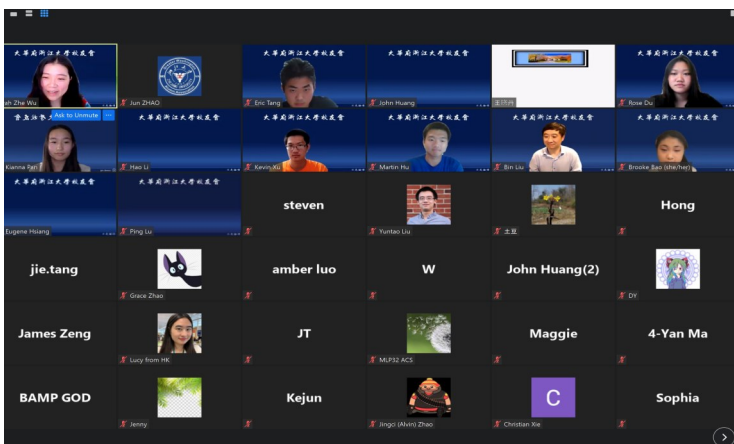 大華府浙江大學校友會
ah Zhe Wu
Jun ZHAO
大華府浙江大學校友會
Eric Tang
大華府浙江大學校友會
John Huang
大華府浙江大學校友會
Rose Du
Ask to Unmute
Kianna Pan
大華府浙江大學校友會
Hao Li
大華府浙江大學校友會
Kevin Xu
大華府浙江大學校友會
Martin Hu
大華府浙江大學校友會
Bin Liu
大華府浙江大學校友會
Brooke Bao (she/her)
大華府浙江大學校友會
Eugene Hsiang
大華府浙江大學校友會
Ping Lu
steven
Yuntao Liu
土豆
Hong
jie.tang
Grace Zhao
amber luo
W
John Huang(2)
DY
James Zeng
Lucy from HK
JT
MLP32 ACS
Maggie
4-Yan Ma
BAMP GOD
Jenny
Kejun
Jingci (Alvin) Zhao
C
Christian Xie
Sophia